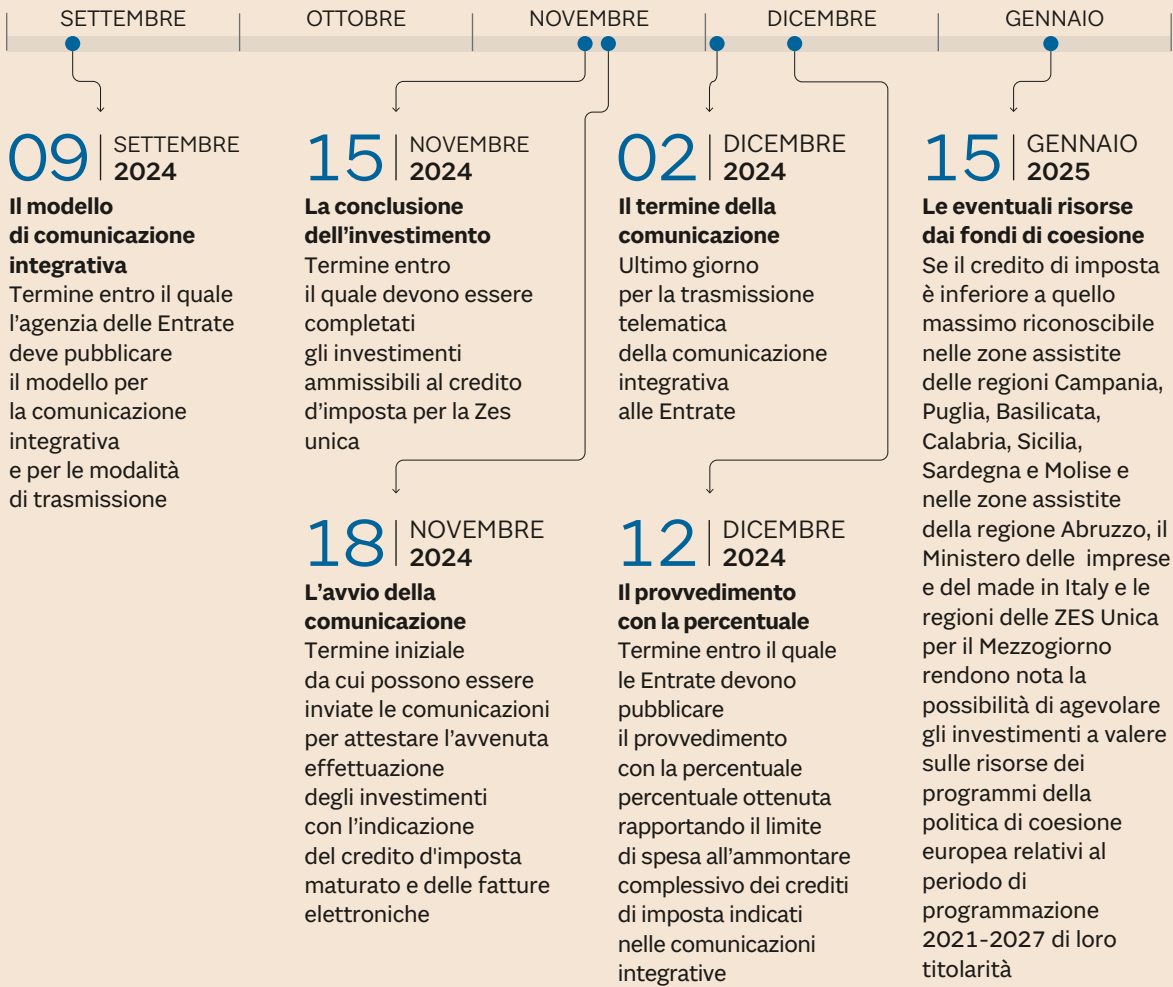 SETTEMBRE
OTTOBRE
NOVEMBRE
DICEMBRE
GENNAIO
09
SETTEMBRE
2024
Il modello
di comunicazione
integrativa
Termine entro il quale
l'agenzia delle Entrate
deve pubblicare
il modello per
la comunicazione
integrativa
e per le modalità
di trasmissione
15
NOVEMBRE
2024
La conclusione
dell'investimento
Termine entro
il quale devono essere
completati
gli investimenti
ammissibili al credito
d'imposta per la Zes
unica
18
NOVEMBRE
2024
L'avvio della
comunicazione
Termine iniziale
da cui possono essere
inviate le comunicazioni
per attestare l'avvenuta
effettuazione
degli investimenti
con l'indicazione
del credito d'imposta
maturato e delle fatture
elettroniche
02
DICEMBRE
2024
Il termine della
comunicazione
Ultimo giorno
per la trasmissione
telematica
della comunicazione
integrativa
alle Entrate
12
DICEMBRE
2024
Il provvedimento
con la percentuale
Termine entro il quale
le Entrate devono
pubblicare
il provvedimento
con la percentuale
percentuale ottenuta
rapportando il limite
di spesa all'ammontare
complessivo dei crediti
di imposta indicati
nelle comunicazioni
integrative
15
GENNAIO
2025
Le eventuali risorse
dai fondi di coesione
Se il credito di imposta
è inferiore a quello
massimo riconoscibile
nelle zone assistite
delle regioni Campania,
Puglia, Basilicata,
Calabria, Sicilia,
Sardegna e Molise e
nelle zone assistite
della regione Abruzzo, il
Ministero delle imprese
e del made in Italy e le
regioni delle ZES Unica
per il Mezzogiorno
rendono nota la
possibilità di agevolare
gli investimenti a valere
sulle risorse dei
programmi della
politica di coesione
europea relativi al
periodo di
programmazione
2021-2027 di loro
titolarità